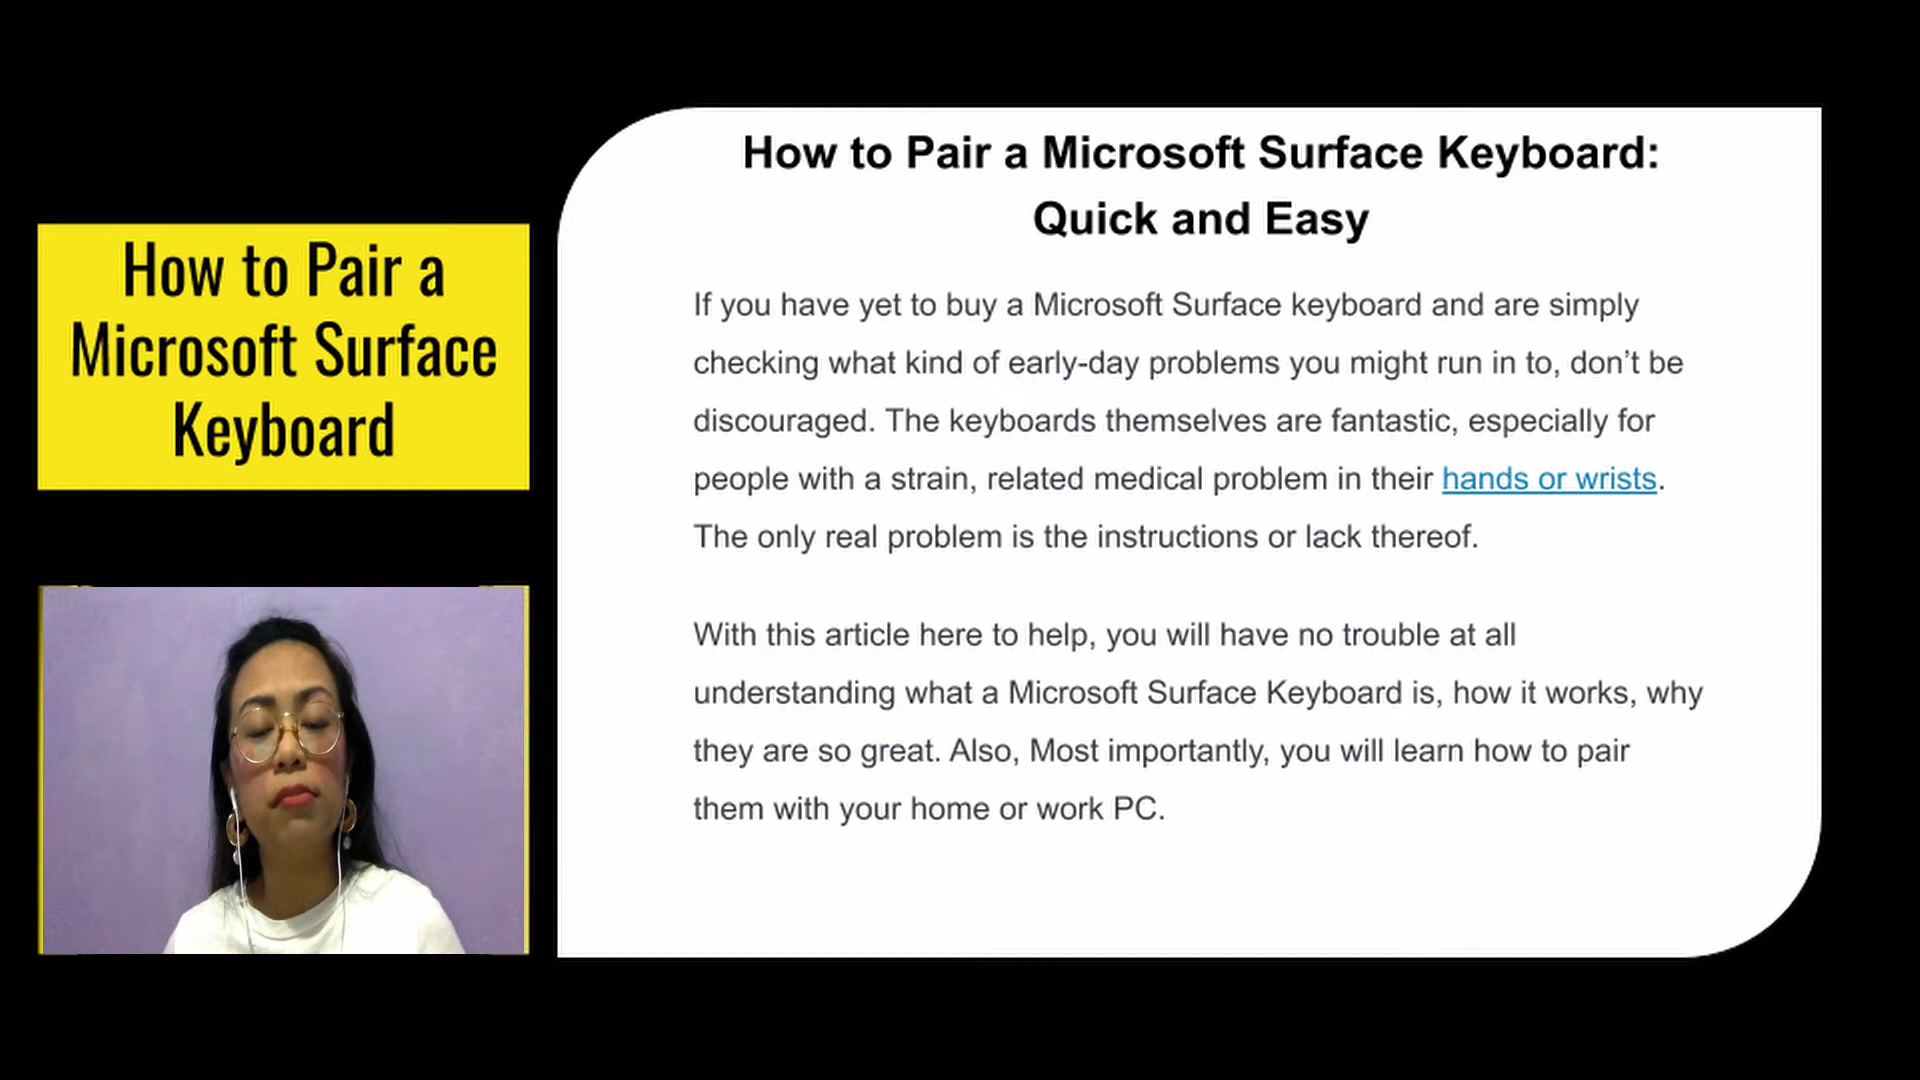 How to Pair a
Microsoft Surface
Keyboard
How to Pair a Microsoft Surface Keyboard:
Quick and Easy
If you have yet to buy a Microsoft Surface keyboard and are simply
checking what kind of early-day problems you might run in to, don’t be
discouraged. The keyboards themselves are fantastic, especially for
people with a strain, related medical problem in their hands or wrists.
The only real problem is the instructions or lack thereof.
With this article here to help, you will have no trouble at all
understanding what a Microsoft Surface Keyboard is, how it works, why
they are so great. Also, Most importantly, you will learn how to pair
them with your home or work PC.